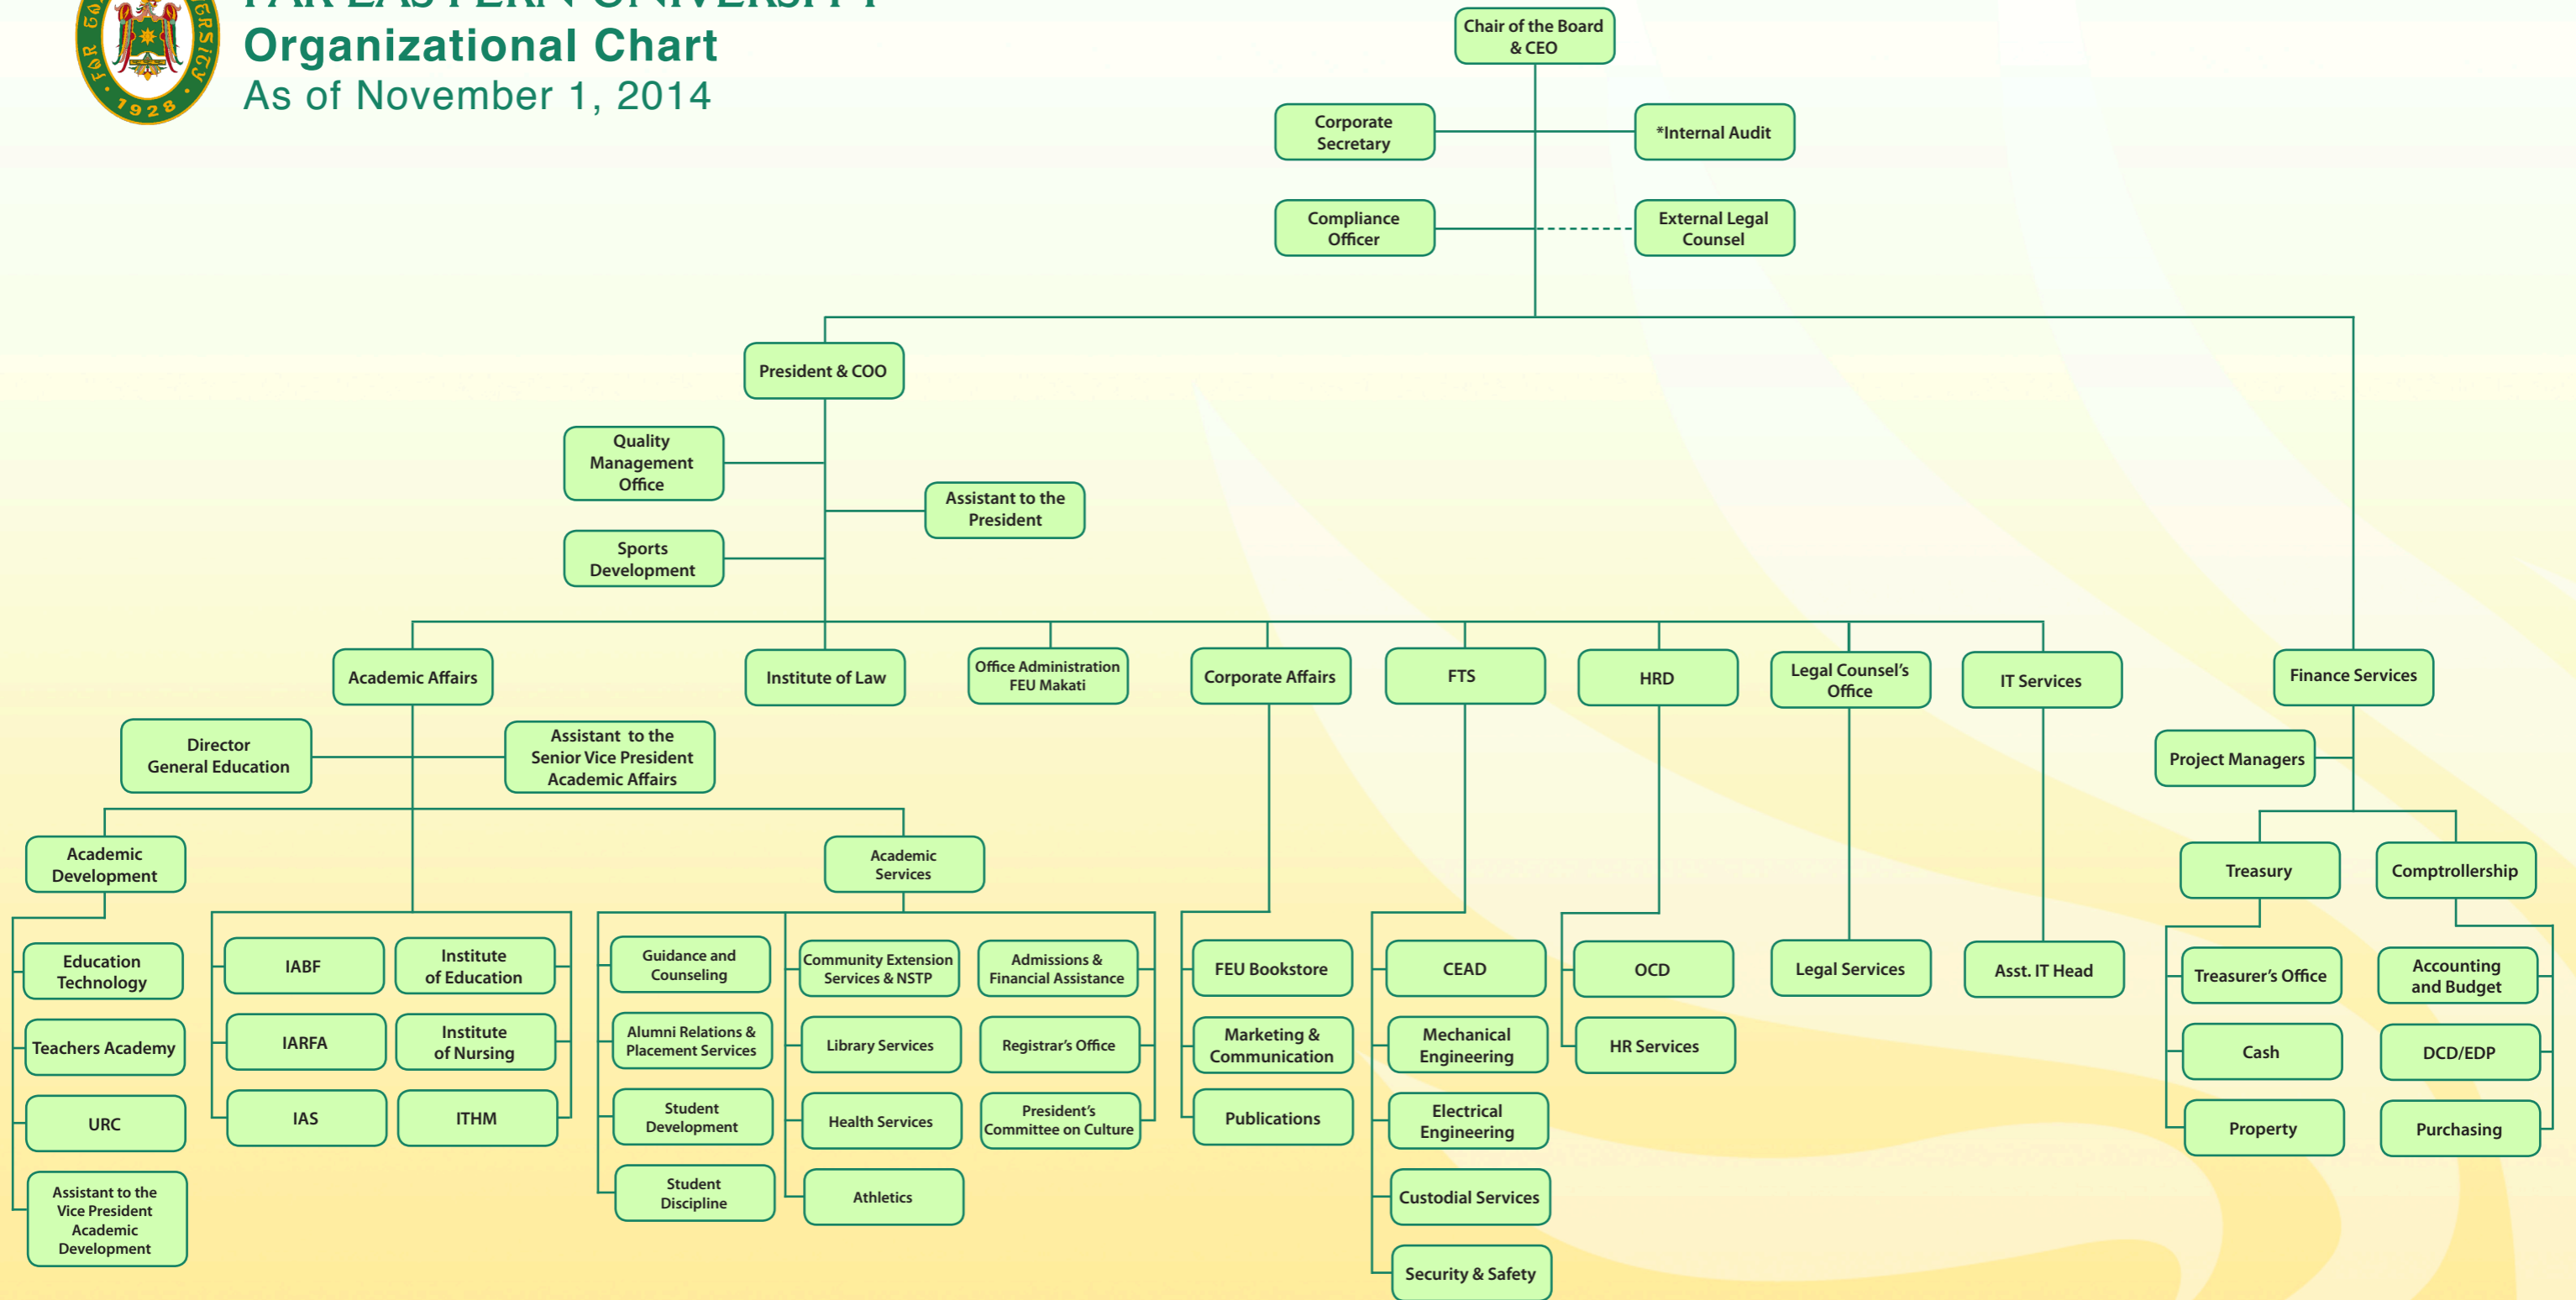 FAR EASTERN UNIVERSITY
Organizational Chart
As of November 1, 2014
FAR EASTERN UNIVERSITY
1928
Chair of the Board
& CEO
Corporate
Secretary
*Internal Audit
Compliance
Officer
External Legal
Counsel
President & COO
Quality
Management
Office
Assistant to the
President
Sports
Development
Academic Affairs
Institute of Law
Office Administration
FEU Makati
Corporate Affairs
FTS
HRD
Legal Counsel’s
Office
IT Services
Finance Services
Director
General Education
Assistant to the
Senior Vice President
Academic Affairs
Project Managers
Academic
Development
Academic
Services
Treasury
Comptrollership
Education
Technology
Teachers Academy
URC
Assistant to the
Vice President
Academic
Development
IABF
IARFA
IAS
Institute
of Education
Institute
of Nursing
ITHM
Guidance and
Counseling
Alumni Relations &
Placement Services
Student
Development
Student
Discipline
Community Extension
Services & NSTP
Library Services
Health Services
Athletics
Admissions &
Financial Assistance
Registrar’s Office
President’s
Committee on Culture
FEU Bookstore
Marketing &
Communication
Publications
CEAD
Mechanical
Engineering
Electrical
Engineering
Custodial Services
Security & Safety
OCD
HR Services
Legal Services
Asst. IT Head
Treasurer’s Office
Cash
Property
Accounting
and Budget
DCD/EDP
Purchasing